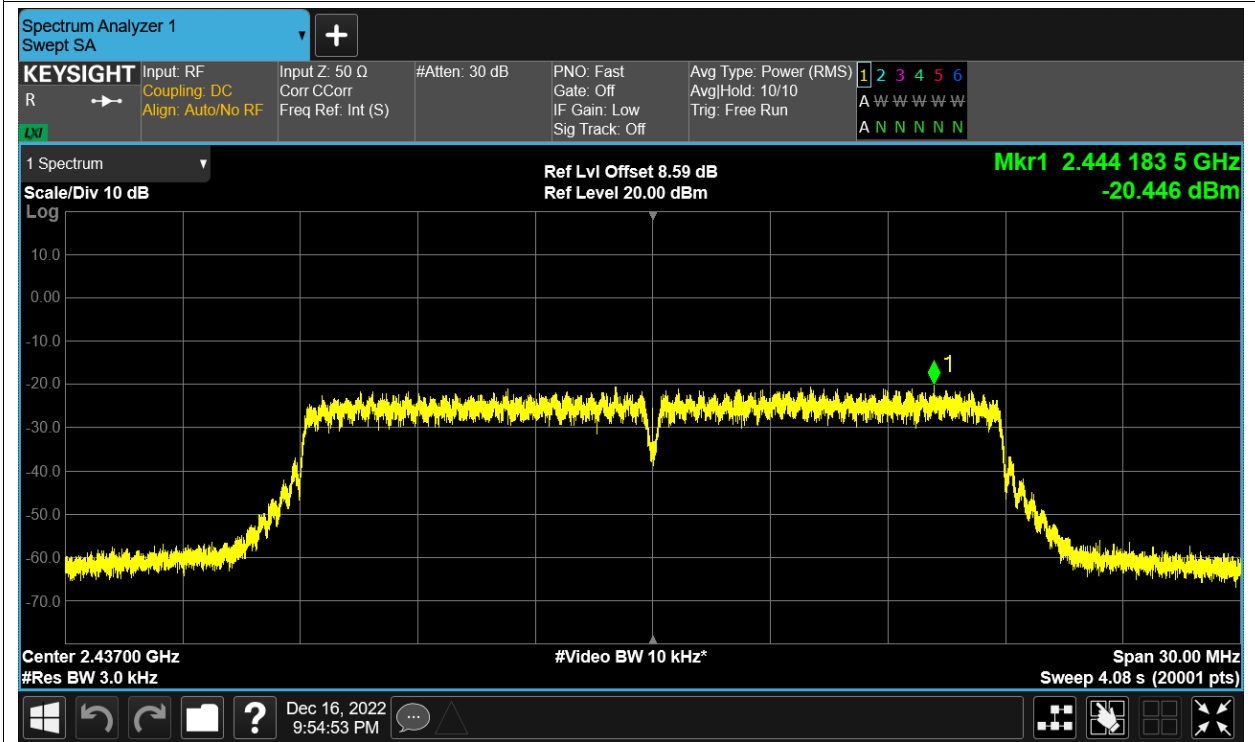 Spectrum Analyzer 1
Swept SA
KEYSIGHT
R
LXI
Input: RF
Coupling: DC
Align: Auto/No RF
Input Z: 50 Ω
Corr CCorr
Freq Ref: Int (S)
#Atten: 30 dB
PNO: Fast
Gate: Off
IF Gain: Low
Sig Track: Off
Avg Type: Power (RMS)
Avg|Hold: 10/10
Trig: Free Run
1 2 3 4 5 6
A W W W W W
A N N N N N
1 Spectrum
Scale/Div 10 dB
Log
Ref Lvl Offset 8.59 dB
Ref Level 20.00 dBm
Mkr1 2.444 183 5 GHz
-20.446 dBm
10.0
0.00
-10.0
-20.0
-30.0
-40.0
-50.0
-60.0
-70.0
1
Center 2.43700 GHz
#Res BW 3.0 kHz
#Video BW 10 kHz*
Span 30.00 MHz
Sweep 4.08 s (20001 pts)
?
Dec 16, 2022
9:54:53 PM